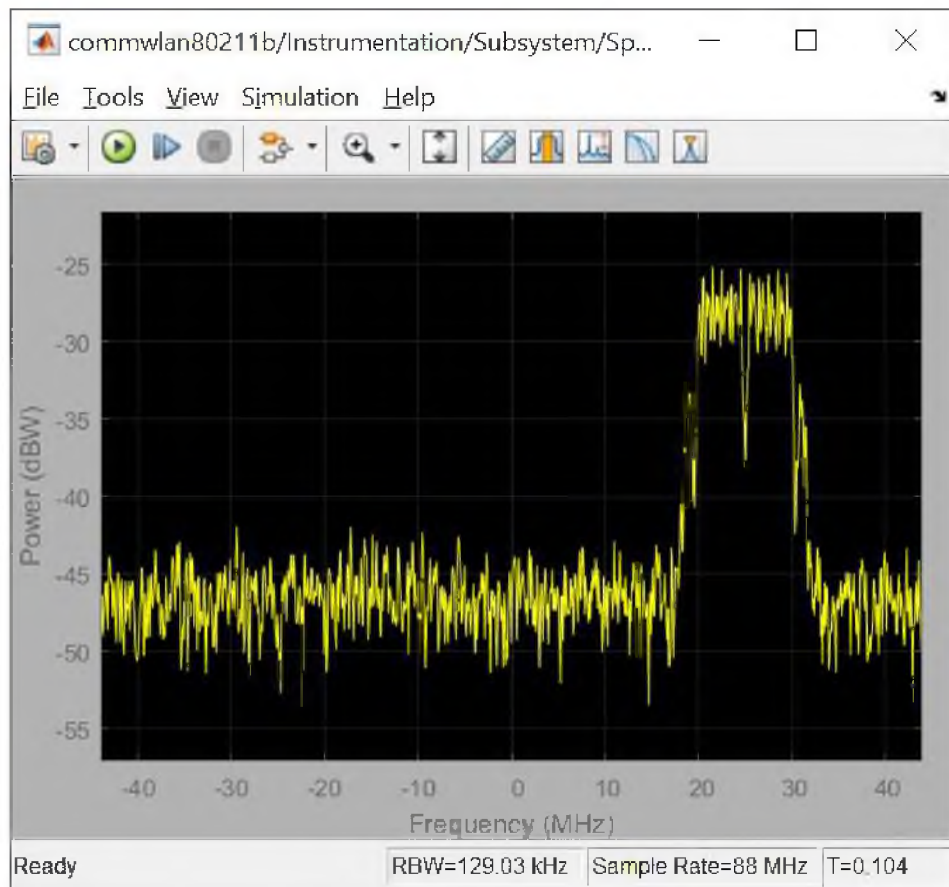 commwlan80211b/Instrumentation/Subsystem/Sp...
File Tools View Simulation Help
-25
-30
-35
-40
-45
-50
-55
Power (dBW)
-40 -30 -20 -10 0 10 20 30 40
Frequency (MHz)
Ready RBW=129.03 kHz Sample Rate=88 MHz T=0.104